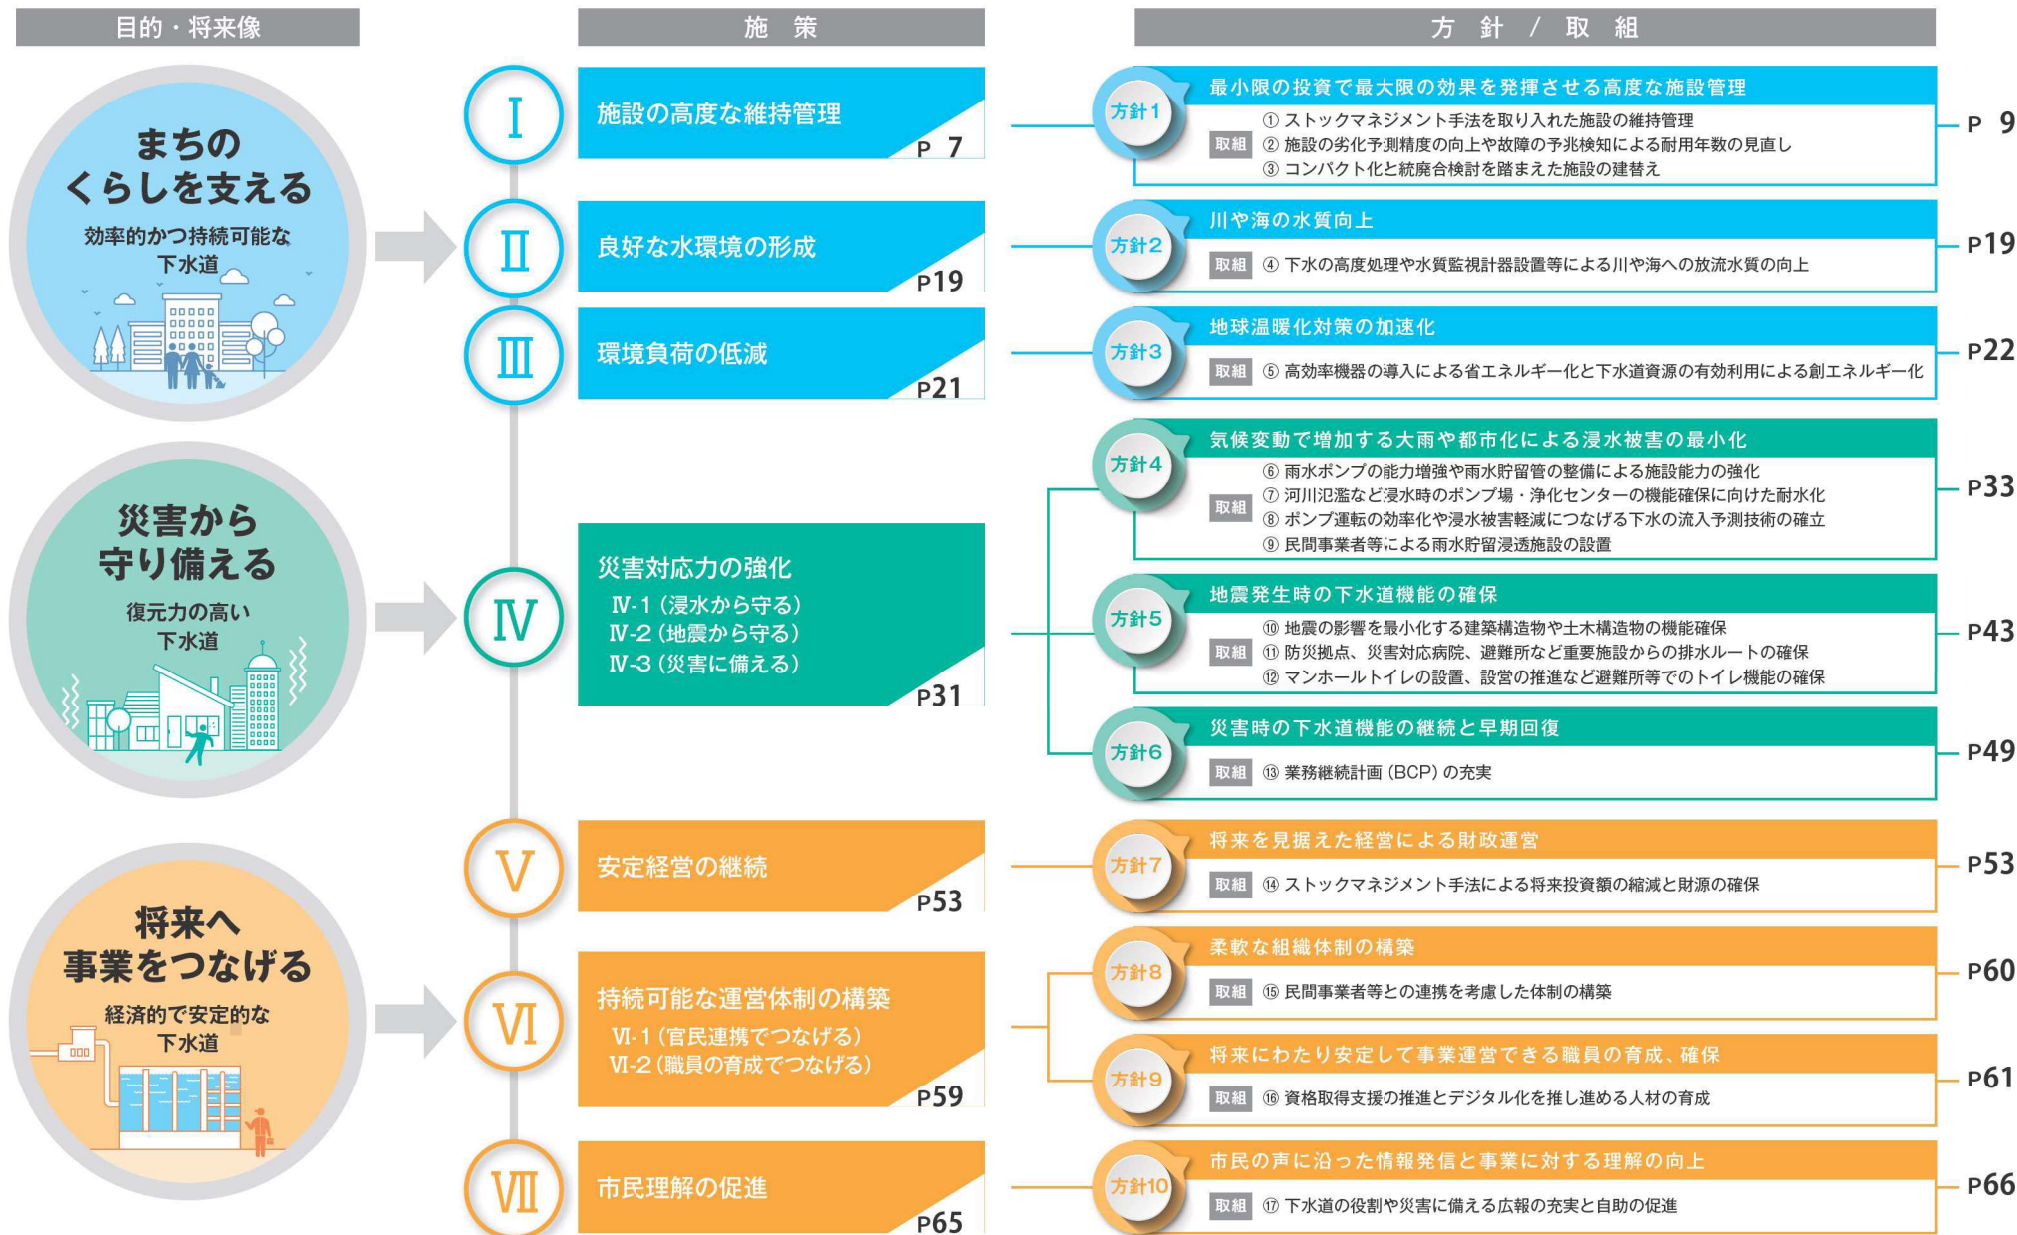 目的・将来像
施策
方針/取組
まちの
くらしを支える
効率的かつ持続可能な
下水道
災害から
守り備える
復元力の高い
下水道
将来へ
事業をつなげる
経済的で安定的な
下水道
Ⅰ
施設の高度な維持管理
P 7
Ⅱ
良好な水環境の形成
P19
Ⅲ
環境負荷の低減
P21
Ⅳ
災害対応力の強化
Ⅳ-1(浸水から守る)
Ⅳ-2(地震から守る)
Ⅳ-3(災害に備える)
P31
Ⅴ
安定経営の継続
P53
Ⅵ
持続可能な運営体制の構築
Ⅵ-1(官民連携でつなげる)
Ⅵ-2(職員の育成でつなげる)
P59
Ⅶ
市民理解の促進
P65
方針1
最小限の投資で最大限の効果を発揮させる高度な施設管理
取組
① ストックマネジメント手法を取り入れた施設の維持管理
② 施設の劣化予測精度の向上や故障の予兆検知による耐用年数の見直し
③ コンパクト化と統廃合検討を踏まえた施設の建替え
P 9
方針2
川や海の水質向上
取組 ④ 下水の高度処理や水質監視計器設置等による川や海への放流水質の向上
P19
方針3
地球温暖化対策の加速化
取組 ⑤ 高効率機器の導入による省エネルギー化と下水道資源の有効利用による創エネルギー化
P22
方針4
気候変動で増加する大雨や都市化による浸水被害の最小化
取組
⑥ 雨水ポンプの能力増強や雨水貯留管の整備による施設能力の強化
⑦ 河川氾濫など浸水時のポンプ場・浄化センターの機能確保に向けた耐水化
⑧ ポンプ運転の効率化や浸水被害軽減につなげる下水の流入予測技術の確立
⑨ 民間事業者等による雨水貯留浸透施設の設置
P33
方針5
地震発生時の下水道機能の確保
取組
⑩ 地震の影響を最小化する建築構造物や土木構造物の機能確保
⑪ 防災拠点、災害対応病院、避難所など重要施設からの排水ルートの確保
⑫ マンホールトイレの設置、設営の推進など避難所等でのトイレ機能の確保
P43
方針6
災害時の下水道機能の継続と早期回復
取組 ⑬ 業務継続計画(BCP)の充実
P49
方針7
将来を見据えた経営による財政運営
取組 ⑭ ストックマネジメント手法による将来投資額の縮減と財源の確保
P53
方針8
柔軟な組織体制の構築
取組 ⑮ 民間事業者等との連携を考慮した体制の構築
P60
方針9
将来にわたり安定して事業運営できる職員の育成、確保
取組 ⑯ 資格取得支援の推進とデジタル化を推し進める人材の育成
P61
方針10
市民の声に沿った情報発信と事業に対する理解の向上
取組 ⑰ 下水道の役割や災害に備える広報の充実と自助の促進
P66